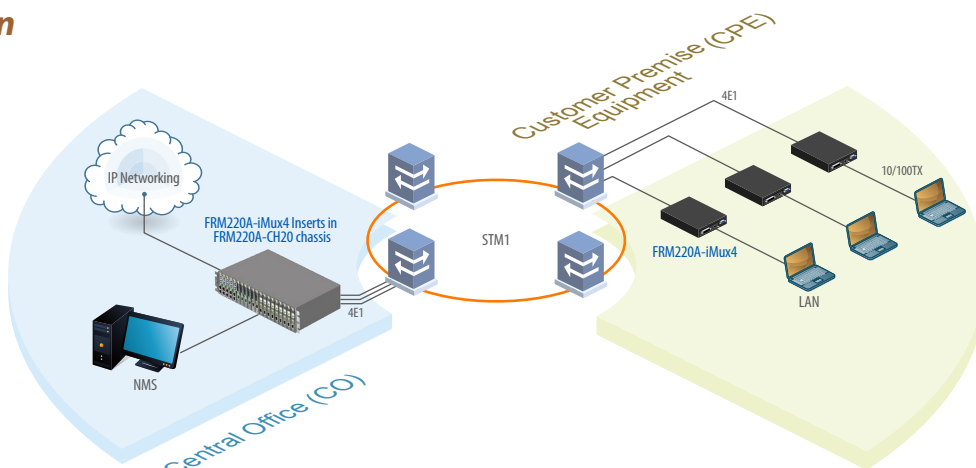 n
Customer Premise (CPE)
Equipment
4E1
IP Networking
10/100TX
FRM220A-iMux4 Inserts in
FRM220A-CH20 chassis
STM1
FRM220A-iMux4
LAN
4E1
NMS
Central Office (CO)